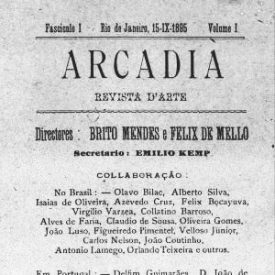 Fasciculo I Rio de Janeiro, 15-IX-1895 Volume I
ARCADIÀ
REVISTA D'ARTE
Directores: BRITO MENDES e FELIX DE MELLO
Secretario: EMILIO KEMP
COLLABORAÇÃO:
No Brasil: — Olavo Bilac, Alberto Silva,
Isaias de Oliveira, Azevedo Cruz, Felix Bocayuva,
Virgilio Varzea, Collatino Barroso,
Alves de Faria, Claudio de Sousa, Oliveira Gomes,
João Luso, Figueiredo Pimentel, Velloso Júnior,
Carlos Nelson, João Coutinho,
Antonio Lamego, Orlando Teixeira e outros.
Em Portugal: — Delfim Guimarães, D. João de